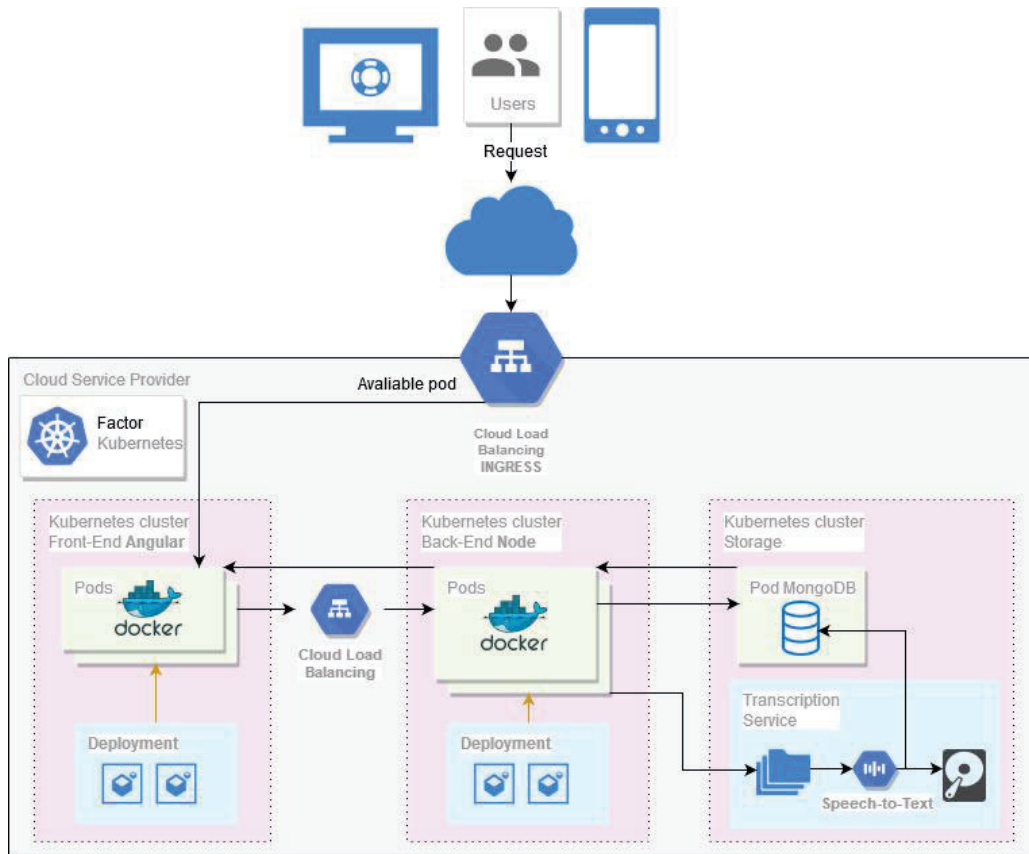 Users
Request
Cloud Service Provider
Avaliable pod
Factor
Kubernetes
Cloud Load
Balancing
INGRESS
Kubernetes cluster
Front-End Angular
Pods
docker
Cloud Load
Balancing
Deployment
Kubernetes cluster
Back-End Node
Pods
docker
Deployment
Kubernetes cluster
Storage
Pod MongoDB
Transcription
Service
Speech-to-Text